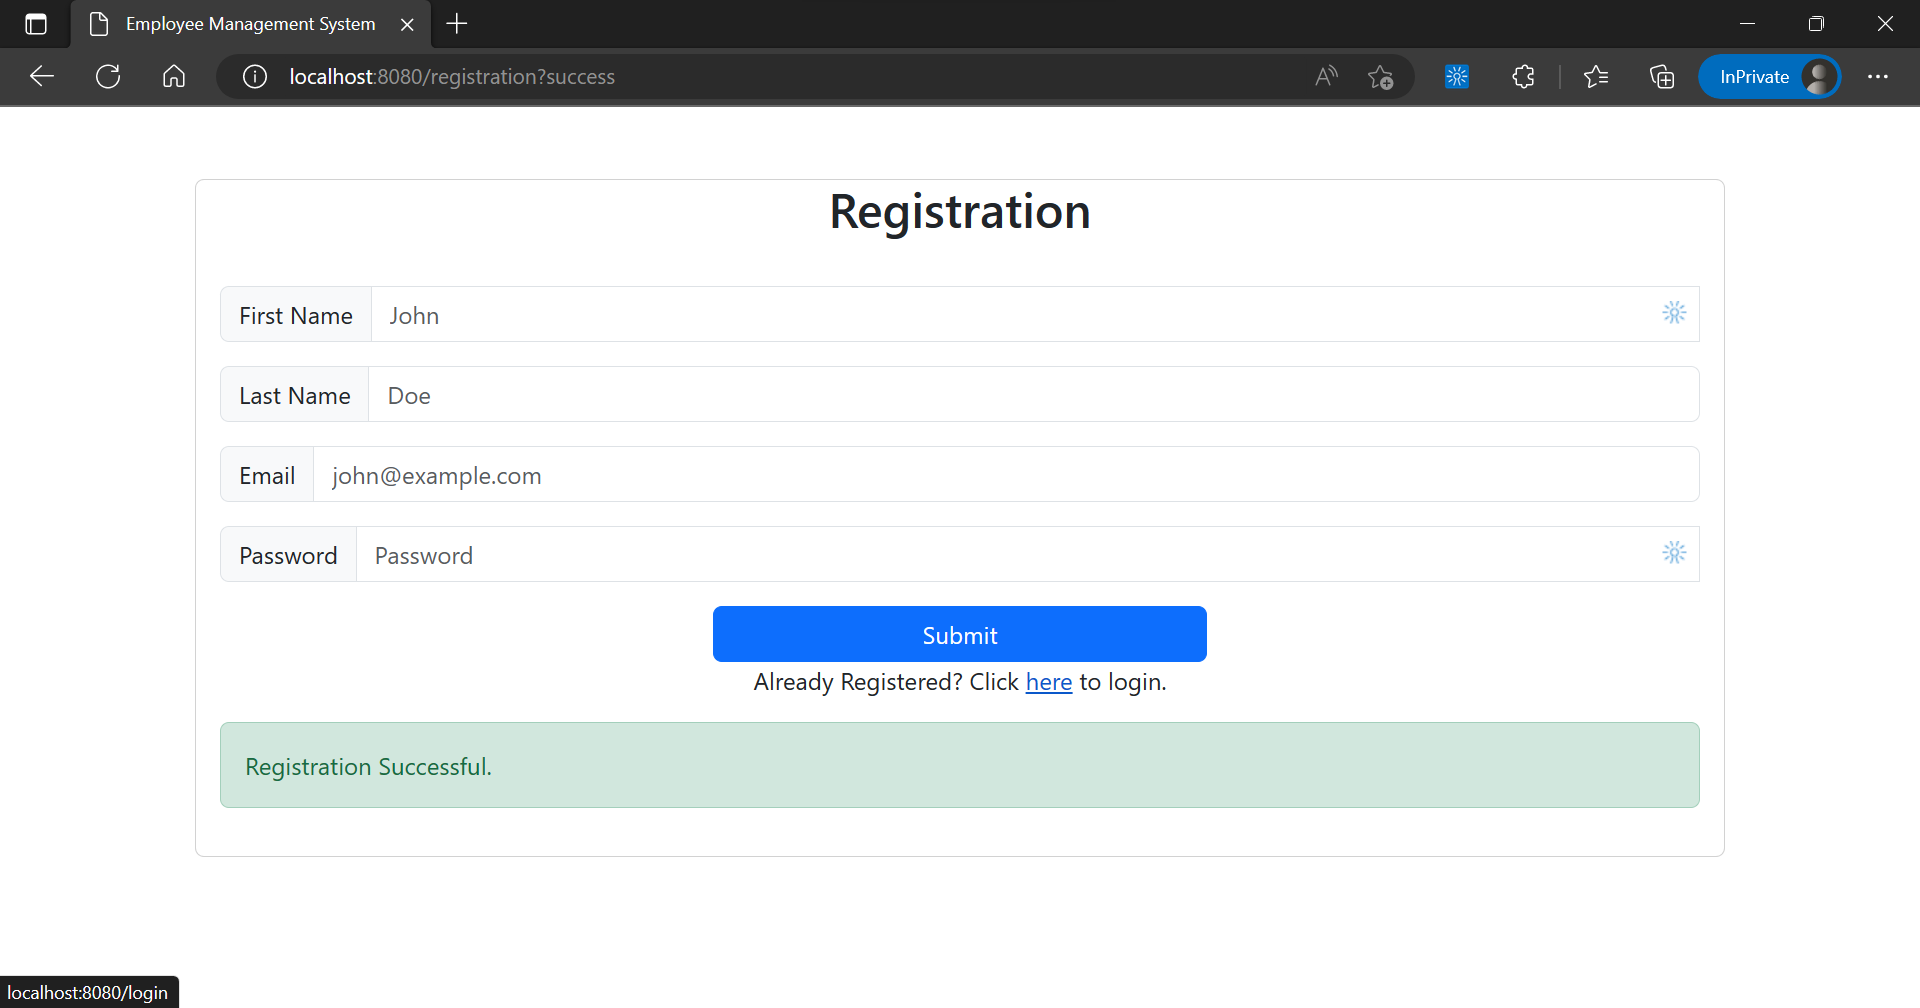 Employee Management System
localhost:8080/registration?success
InPrivate
Registration
First Name John
Last Name Doe
Email john@example.com
Password Password
Submit
Already Registered? Click here to login.
Registration Successful.
localhost:8080/login